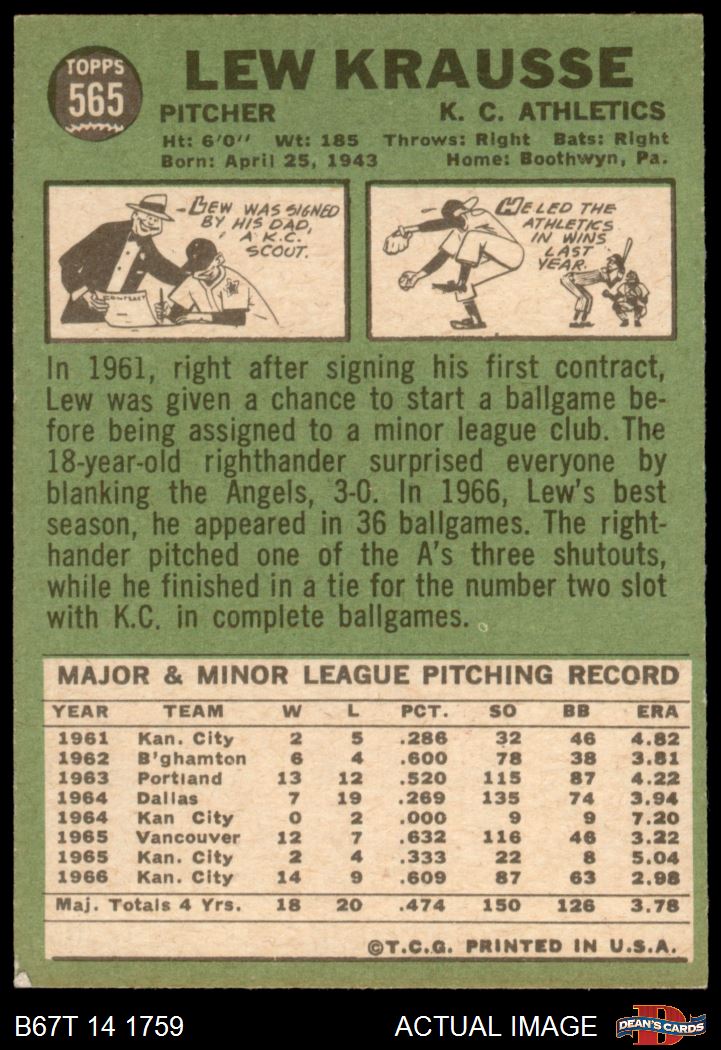 TOPPS
565
LEW KRAUSSE
PITCHER K. C. ATHLETICS
Ht: 6'0" Wt: 185 Throws: Right Bats: Right
Born: April 25, 1943 Home: Boothwyn, Pa.
LEW WAS SIGNED
BY HIS DAD,
A K.C.
SCOUT.
CONTRACT
HE LED THE
ATHLETICS
IN WINS
LAST
YEAR.
In 1961, right after signing his first contract,
Lew was given a chance to start a ballgame be-
fore being assigned to a minor league club. The
18-year-old righthander surprised everyone by
blanking the Angels, 3-0. In 1966, Lew's best
season, he appeared in 36 ballgames. The right-
hander pitched one of the A's three shutouts,
while he finished in a tie for the number two slot
with K.C. in complete ballgames.
MAJOR & MINOR LEAGUE PITCHING RECORD
YEAR TEAM W L PCT. SO BB ERA
1961 Kan. City 2 5 .286 32 46 4.82
1962 B'ghamton 6 4 .600 78 38 3.81
1963 Portland 13 12 .520 115 87 4.22
1964 Dallas 7 19 .269 135 74 3.94
1964 Kan City 0 2 .000 9 9 7.20
1965 Vancouver 12 7 .632 116 46 3.22
1965 Kan. City 2 4 .333 22 8 5.04
1966 Kan. City 14 9 .609 87 63 2.98
Maj. Totals 4 Yrs. 18 20 .474 150 126 3.78
©T.C.G. PRINTED IN U.S.A.
B67T 14 1759 ACTUAL IMAGE D DEAN'S CARDS